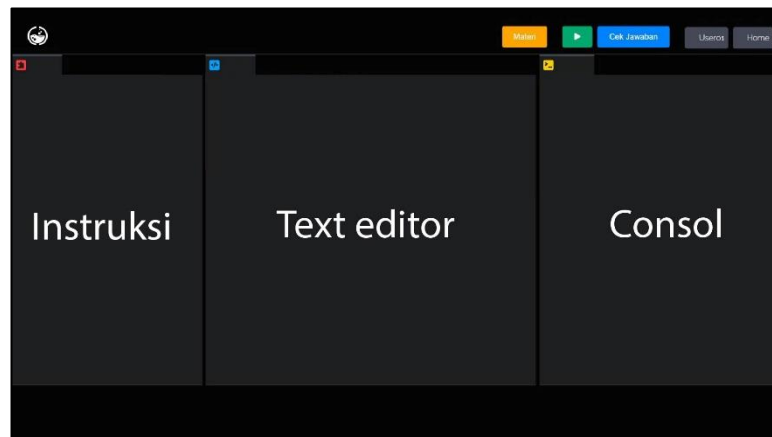 Materi
Cek Jawaban
Useros
Home
Instruksi
Text editor
Consol